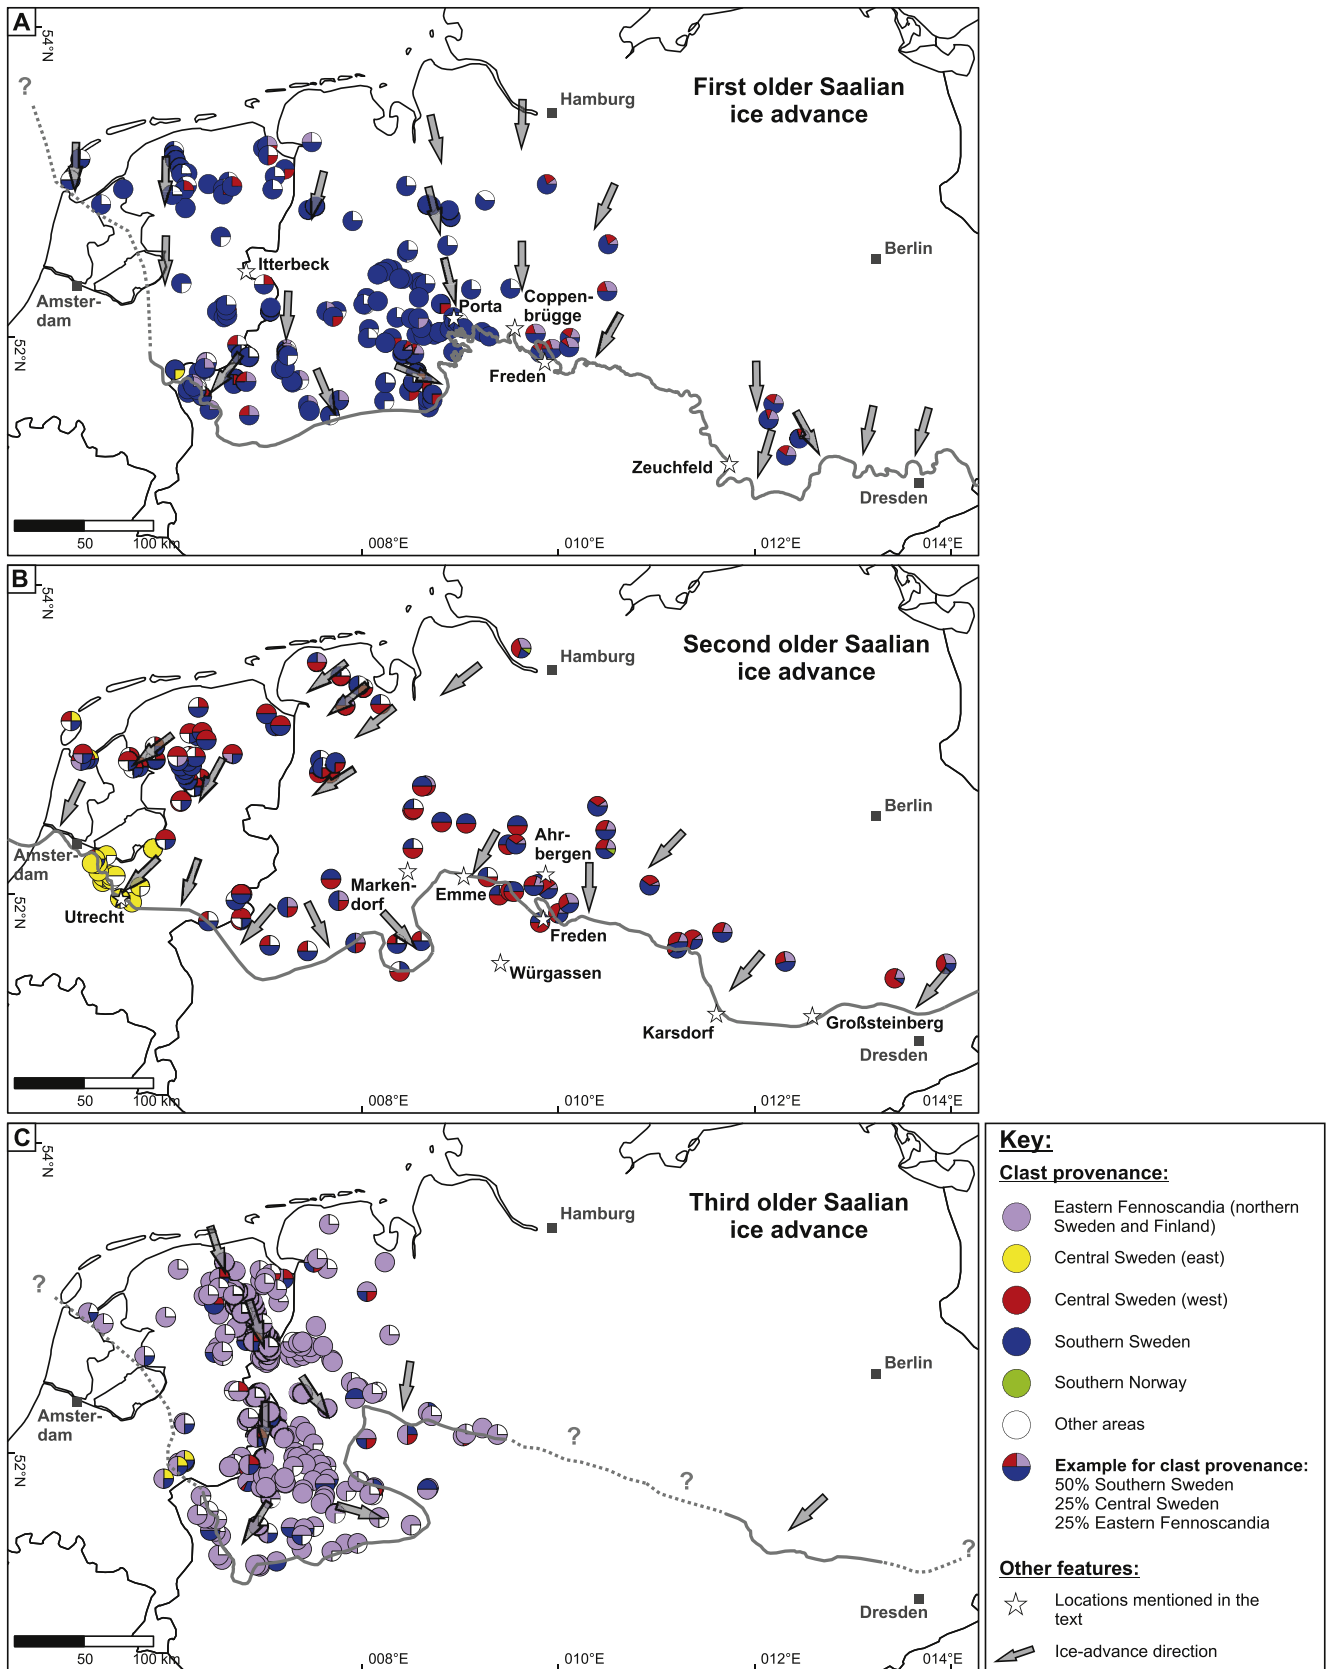 A
54°N
?
First older Saalian
ice advance
Hamburg
Berlin
Itterbeck
Amster-
dam
Porta
Coppen-
brügge
52°N
Freden
Zeuchfeld
Dresden
50
100 km
008°E
010°E
012°E
014°E
B
54°N
Second older Saalian
ice advance
Hamburg
Berlin
Ahr-
bergen
Amster-
dam
Marken-
dorf
Emme
52°N
Utrecht
Freden
Würgassen
Karsdorf
Großsteinberg
Dresden
50
100 km
008°E
010°E
012°E
014°E
C
54°N
Third older Saalian
ice advance
Hamburg
?
Berlin
Amster-
dam
?
52°N
?
?
Dresden
50
100 km
008°E
010°E
012°E
014°E
Key:
Clast provenance:
Eastern Fennoscandia (northern
Sweden and Finland)
Central Sweden (east)
Central Sweden (west)
Southern Sweden
Southern Norway
Other areas
Example for clast provenance:
50% Southern Sweden
25% Central Sweden
25% Eastern Fennoscandia
Other features:
Locations mentioned in the
text
Ice-advance direction